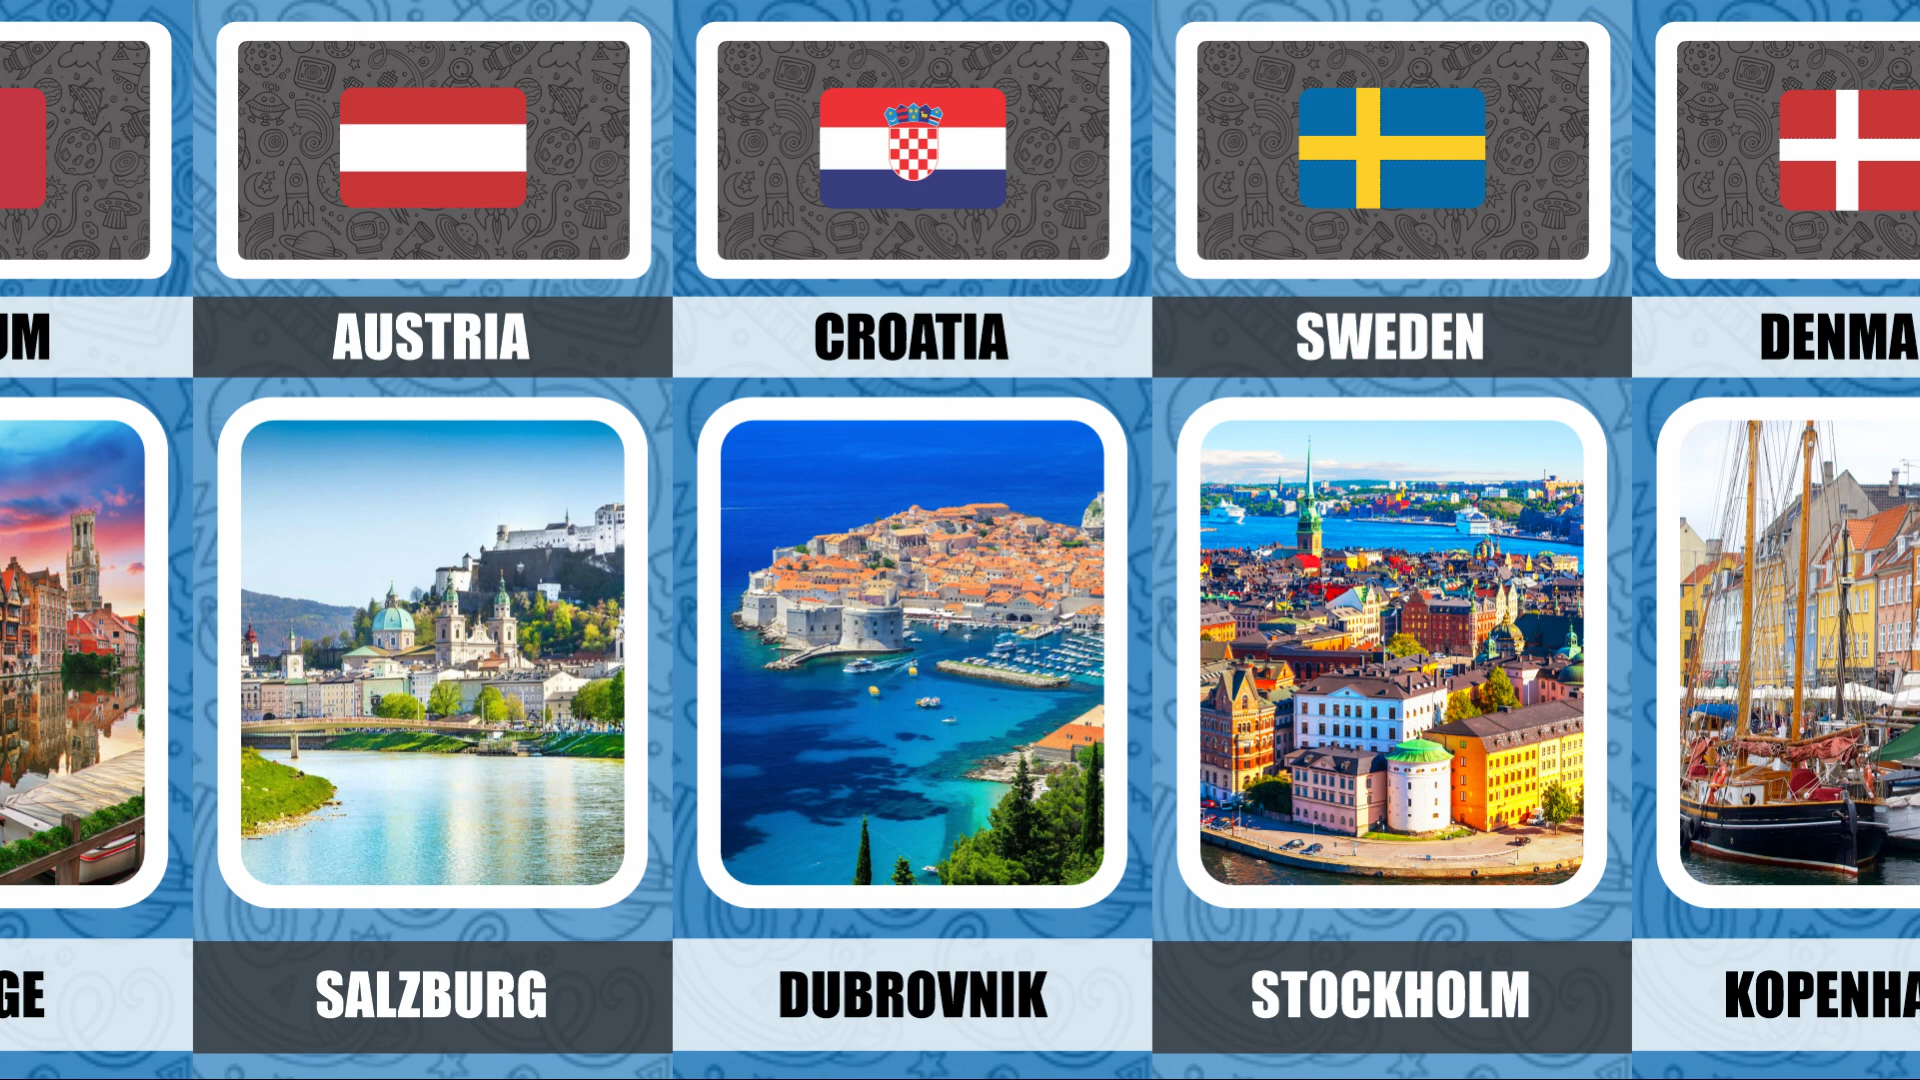 UM
AUSTRIA
CROATIA
SWEDEN
DENMA
GE
SALZBURG
DUBROVNIK
STOCKHOLM
KOPENHA